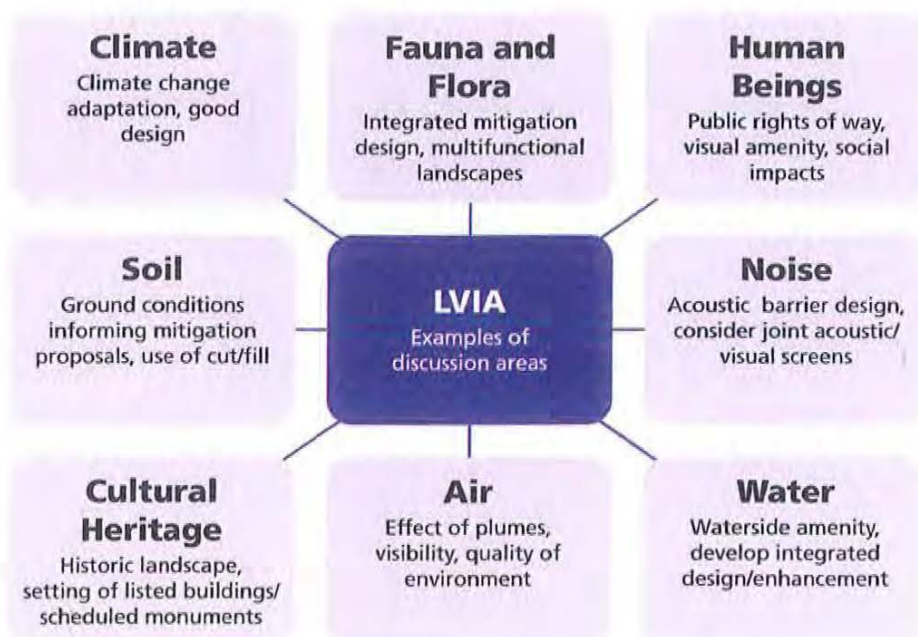 Climate
Climate change
adaptation, good
design
Fauna and
Flora
Integrated mitigation
design, multifunctional
landscapes
Human
Beings
Public rights of way,
visual amenity, social
impacts
Soil
Ground conditions
informing mitigation
proposals, use of cut/fill
LVIA
Examples of
discussion areas
Noise
Acoustic barrier design,
consider joint acoustic/
visual screens
Cultural
Heritage
Historic landscape,
setting of listed buildings/
scheduled monuments
Air
Effect of plumes,
visibility, quality of
environment
Water
Waterside amenity,
develop integrated
design/enhancement